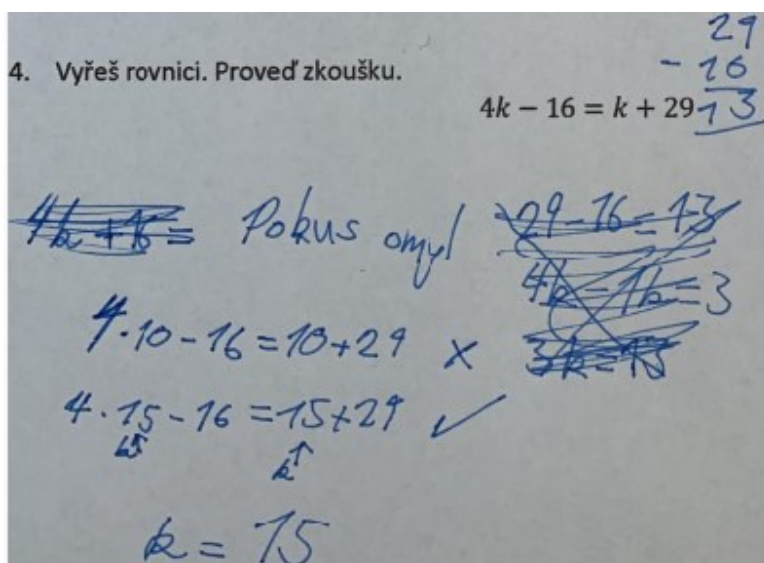 29
- 16
13
4. Vyřeš rovnici. Proveď zkoušku.
4k − 16 = k + 29
4k + 16 =
Pokus omyl
29 - 16 = 13
4k - 1k = 3
3k = 13
4 · 10 - 16 = 10 + 29 ×
4 · 15 - 16 = 15 + 29 ✓
k↑ k↑
k = 15